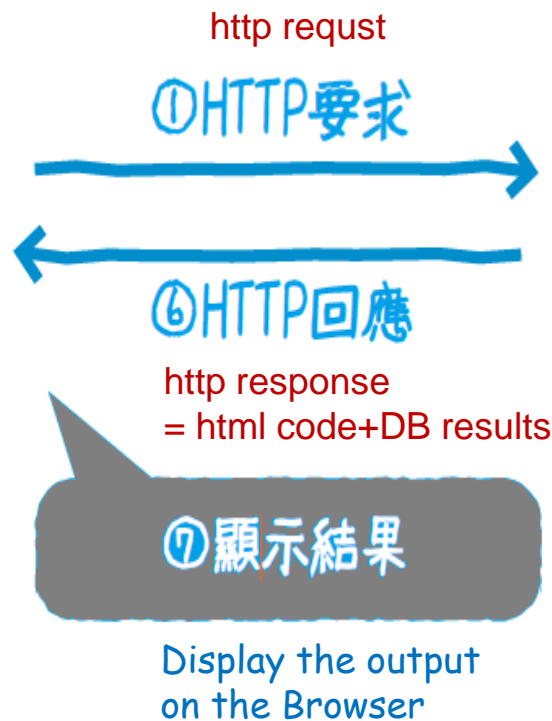 http requst
①HTTP要求
⑥HTTP回應
http response
= html code+DB results
⑦顯示結果
Display the output
on the Browser